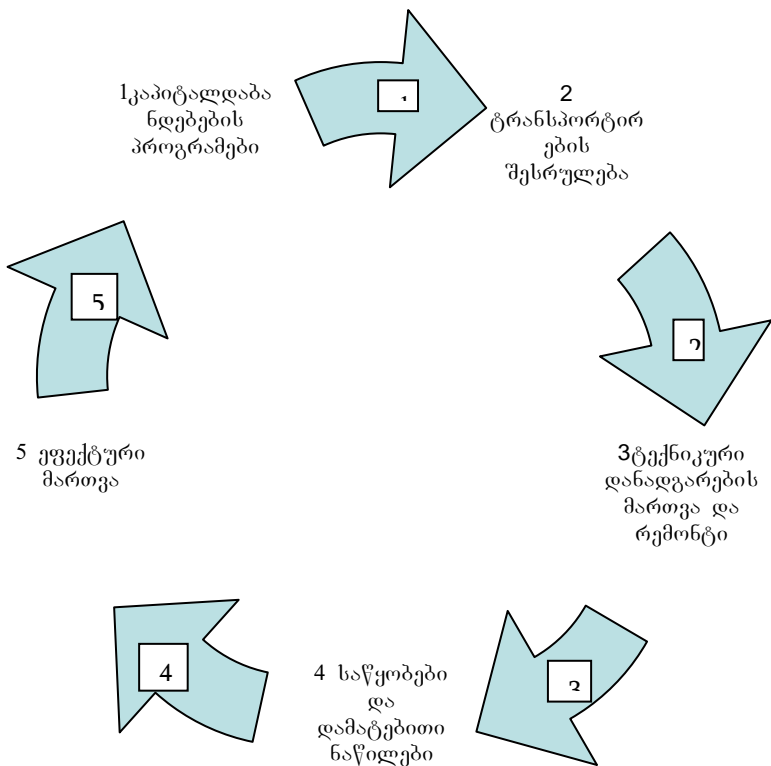 1კაპიტალდაბა
ნდებების
პროგრამები
1
2
ტრანსპორტირ
ების
შესრულება
2
3ტექნიკური
დანადგარების
მართვა და
რემონტი
3
4 საწყობები
და
დამატებითი
ნაწილები
4
5 ეფექტური
მართვა
5